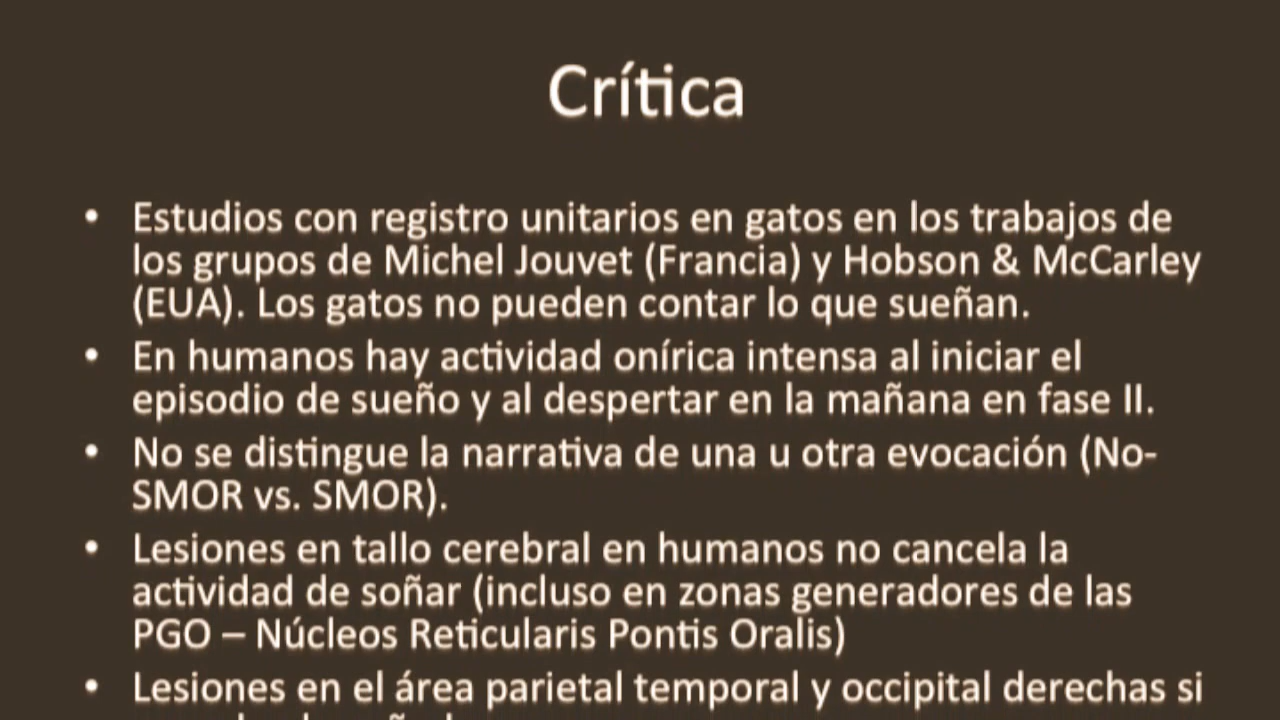 Crítica
• Estudios con registro unitarios en gatos en los trabajos de
los grupos de Michel Jouvet (Francia) y Hobson & McCarley
(EUA). Los gatos no pueden contar lo que sueñan.
• En humanos hay actividad onírica intensa al iniciar el
episodio de sueño y al despertar en la mañana en fase II.
• No se distingue la narrativa de una u otra evocación (No-
SMOR vs. SMOR).
• Lesiones en tallo cerebral en humanos no cancela la
actividad de soñar (incluso en zonas generadores de las
PGO – Núcleos Reticularis Pontis Oralis)
• Lesiones en el área parietal temporal y occipital derechas si